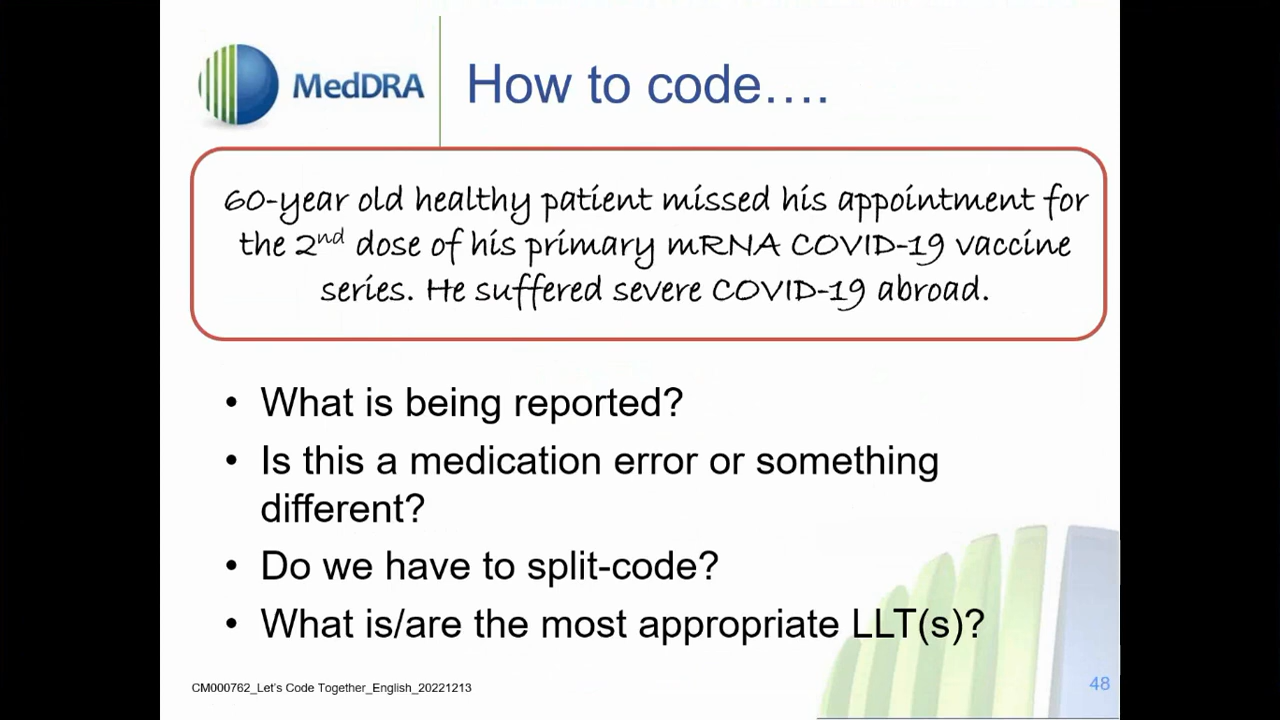 MedDRA
How to code….
60-year old healthy patient missed his appointment for
the 2nd dose of his primary mRNA COVID-19 vaccine
series. He suffered severe COVID-19 abroad.
• What is being reported?
• Is this a medication error or something
different?
• Do we have to split-code?
• What is/are the most appropriate LLT(s)?
CM000762_Let's Code Together_English_20221213
48